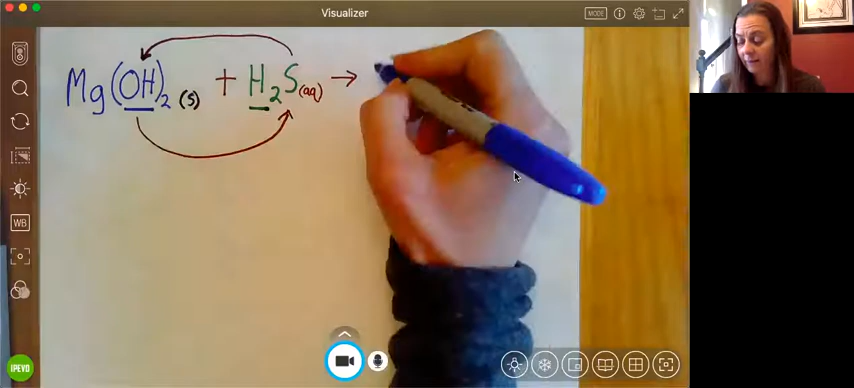 Visualizer
MODE
Mg(OH)₂ (s) + H₂S(aq) →
WB
IPEVO